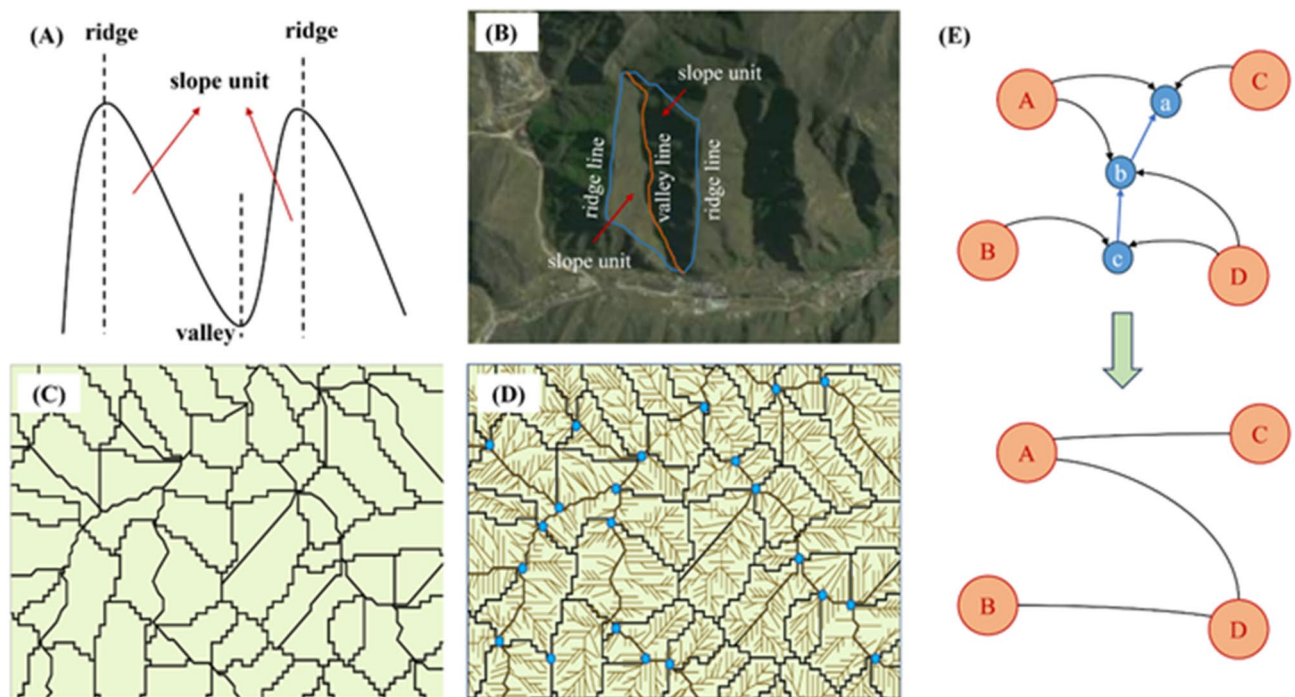 (A)
ridge
ridge
slope unit
valley
(B)
slope unit
ridge line
valley line
ridge line
slope unit
(C)
(D)
(E)
A
C
a
b
B
c
D
A
C
B
D